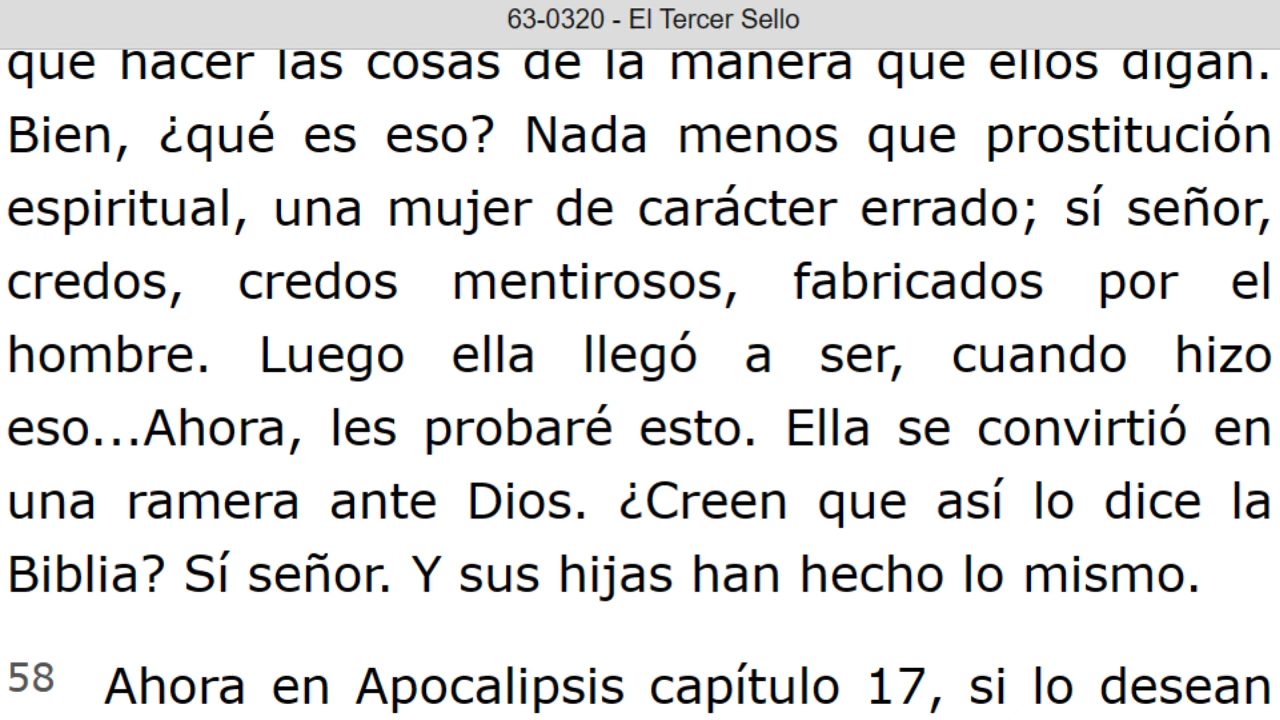 63-0320 - El Tercer Sello
que hacer las cosas de la manera que ellos digan.
Bien, ¿qué es eso? Nada menos que prostitución
espiritual, una mujer de carácter errado; sí señor,
credos, credos mentirosos, fabricados por el
hombre. Luego ella llegó a ser, cuando hizo
eso...Ahora, les probaré esto. Ella se convirtió en
una ramera ante Dios. ¿Creen que así lo dice la
Biblia? Sí señor. Y sus hijas han hecho lo mismo.
58 Ahora en Apocalipsis capítulo 17, si lo desean